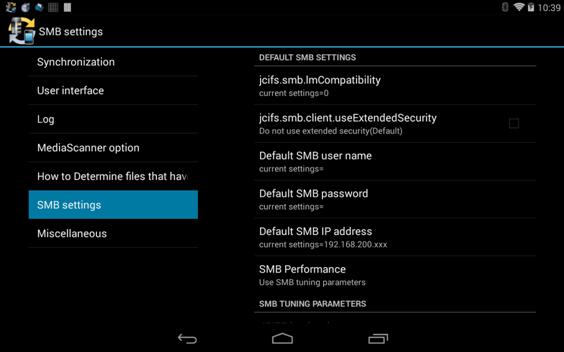 10:39
SMB settings
Synchronization
User interface
Log
MediaScanner option
How to Determine files that hav
SMB settings
Miscellaneous
DEFAULT SMB SETTINGS
jcifs.smb.lmCompatibility
current settings=0
jcifs.smb.client.useExtendedSecurity
Do not use extended security(Default)
Default SMB user name
current settings=
Default SMB password
current settings=
Default SMB IP address
current settings=192.168.200.xxx
SMB Performance
Use SMB tuning parameters
SMB TUNING PARAMETERS